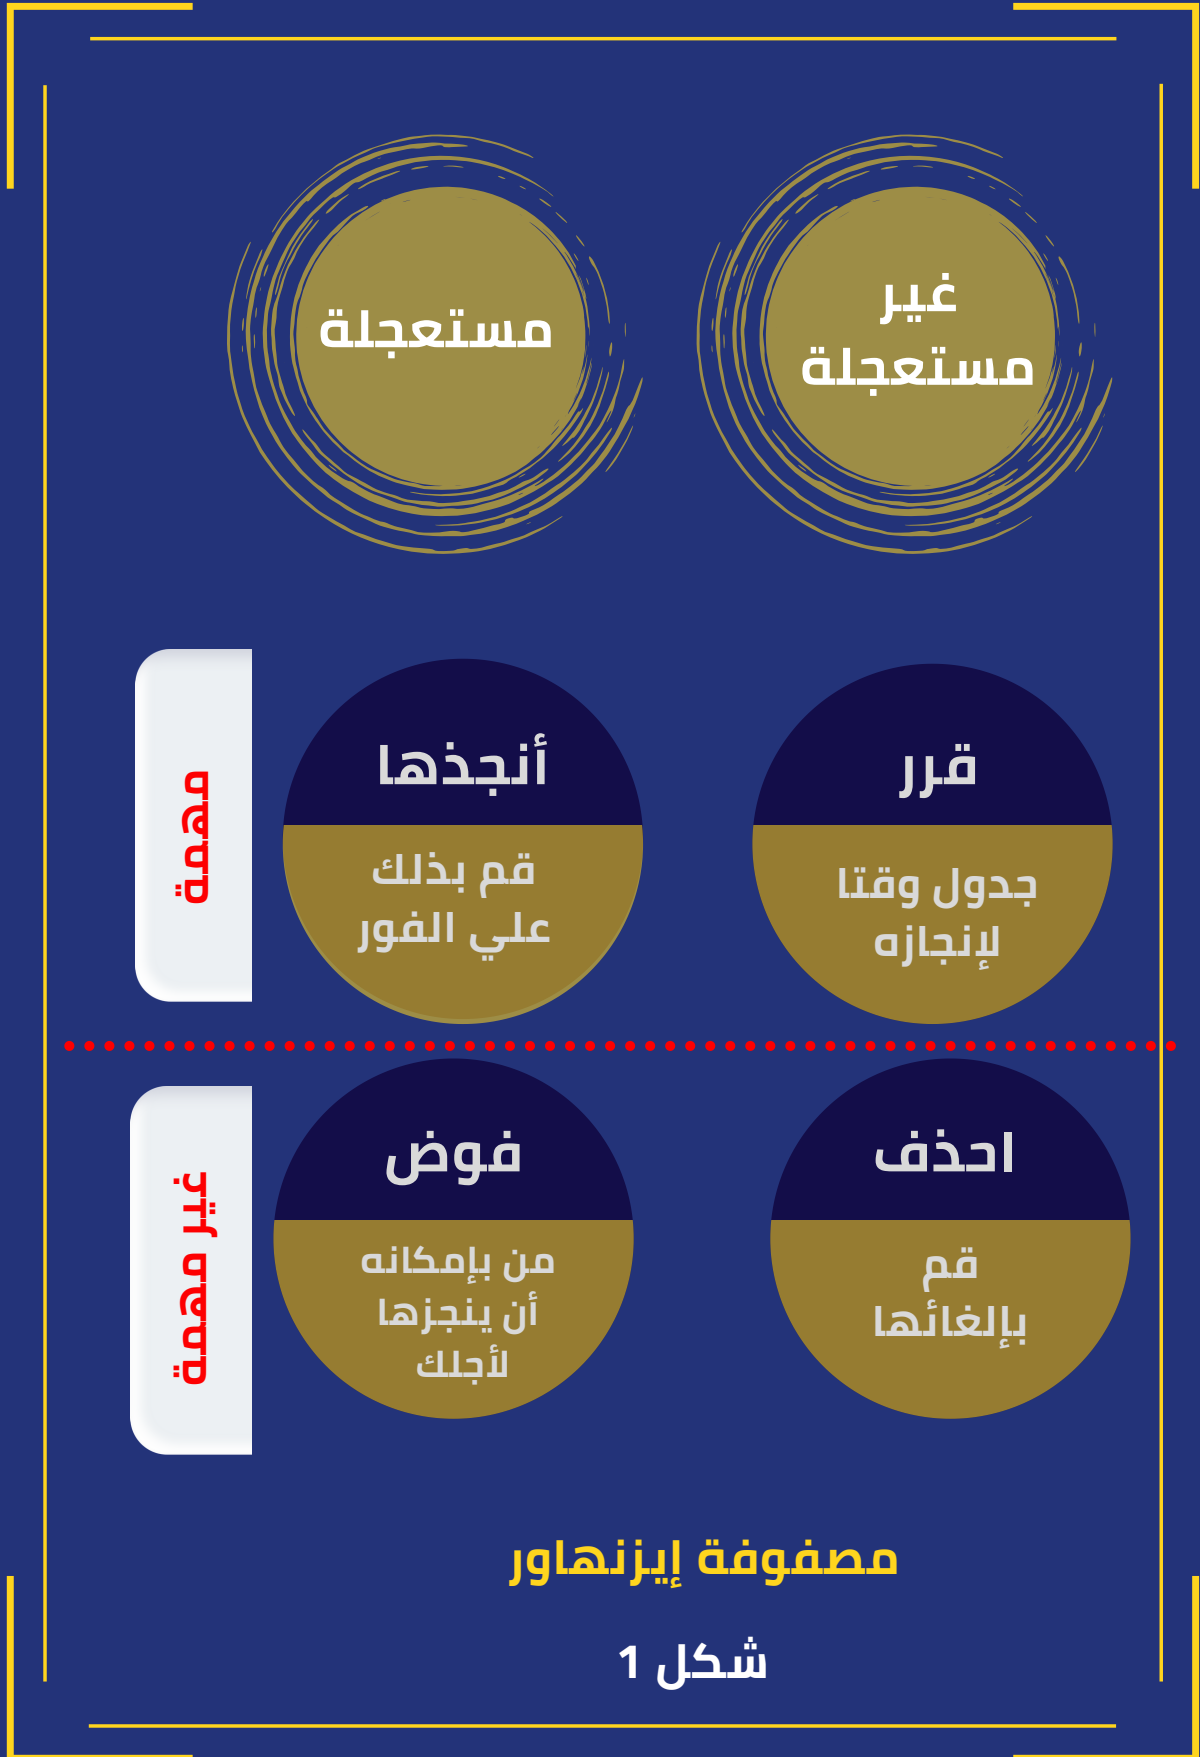 غير
مستعجلة
مستعجلة
مهمة
قرر
جدول وقتا
لإنجازه
أنجذها
قم بذلك
علي الفور
غير مهمة
احذف
قم
بإلغائها
فوض
من بإمكانه
أن ينجزها
لأجلك
مصفوفة إيزنهاور
شكل 1